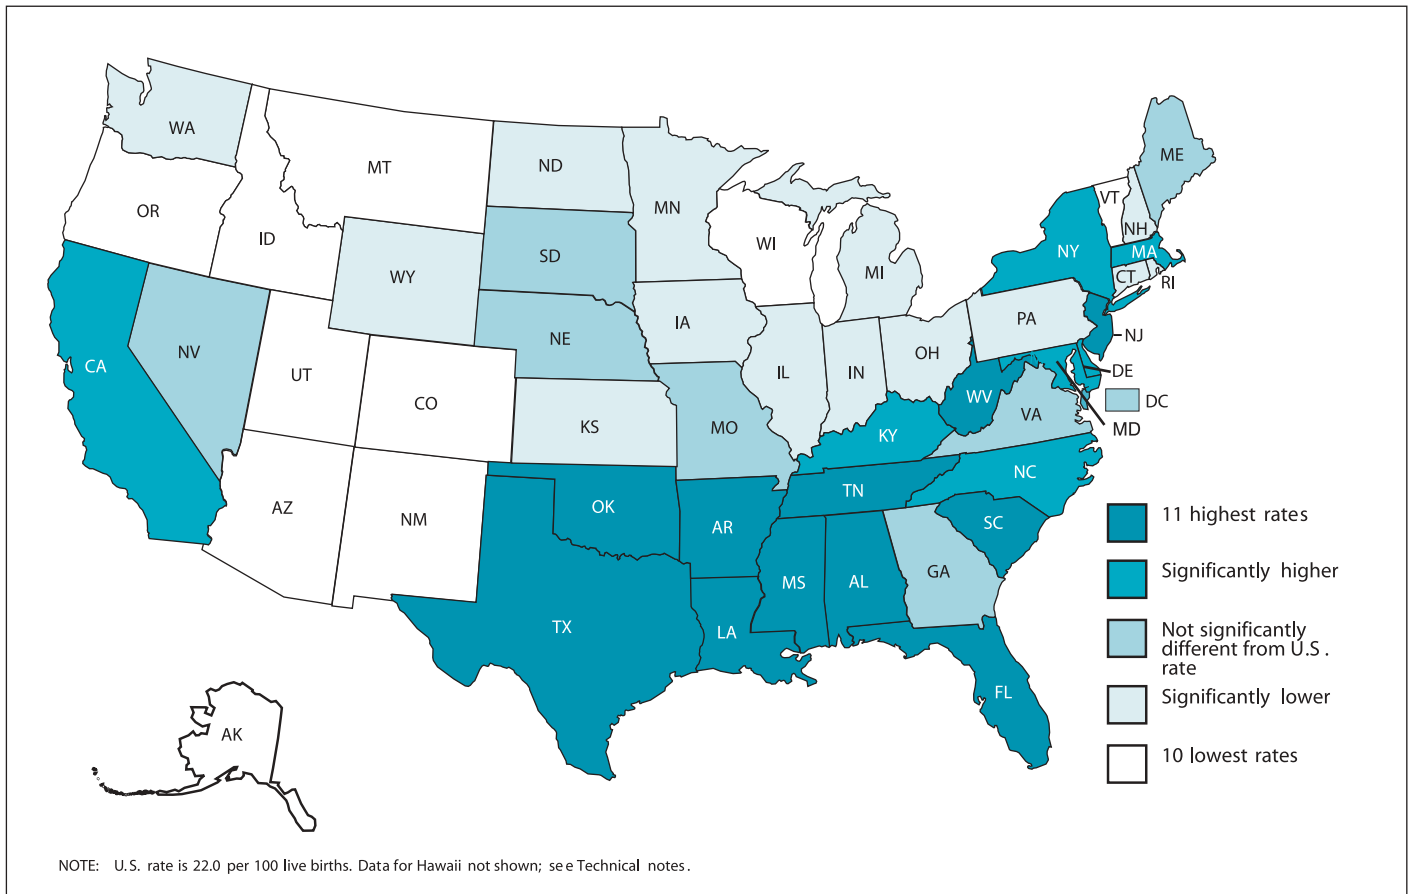 WA
MT
ND
MN
ME
VT
NH
OR
ID
SD
WI
NY
MA
WY
MI
CT
RI
IA
PA
NV
NE
OH
NJ
CA
UT
CO
IL
IN
WV
DE
DC
KS
MO
KY
VA
MD
AZ
NM
OK
AR
TN
NC
SC
TX
LA
MS
AL
GA
FL
AK
11 highest rates
Significantly higher
Not significantly
different from U.S.
rate
Significantly lower
10 lowest rates
NOTE: U.S. rate is 22.0 per 100 live births. Data for Hawaii not shown; see Technical notes.